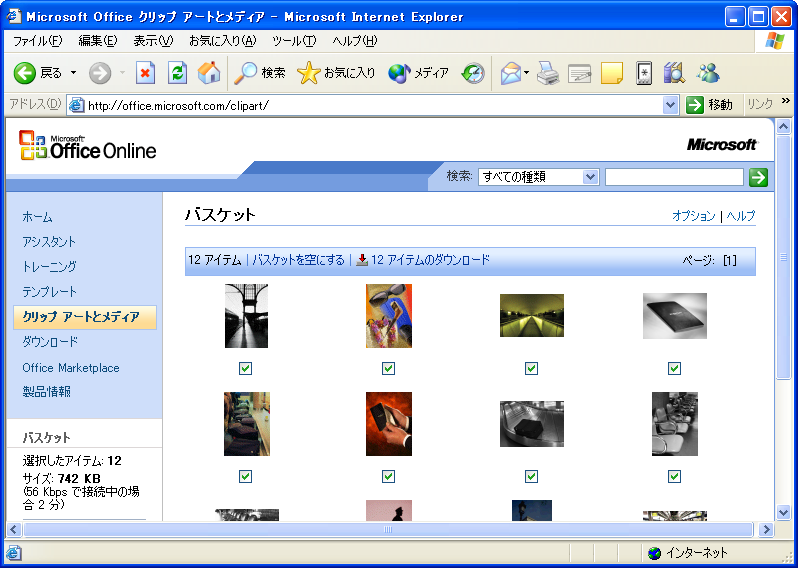 Microsoft Office クリップ アートとメディア - Microsoft Internet Explorer
ファイル(F) 編集(E) 表示(V) お気に入り(A) ツール(T) ヘルプ(H)
戻る 検索 お気に入り メディア
アドレス(D) http://office.microsoft.com/clipart/ 移動 リンク »
Microsoft Office Online
Microsoft
検索: すべての種類
ホーム
アシスタント
トレーニング
テンプレート
クリップ アートとメディア
ダウンロード
Office Marketplace
製品情報
バスケット
選択したアイテム: 12
サイズ: 742 KB
(56 Kbps で接続中の場
合 2 分)
バスケット
オプション | ヘルプ
12 アイテム | バスケットを空にする | 12 アイテムのダウンロード ページ: [1]
インターネット